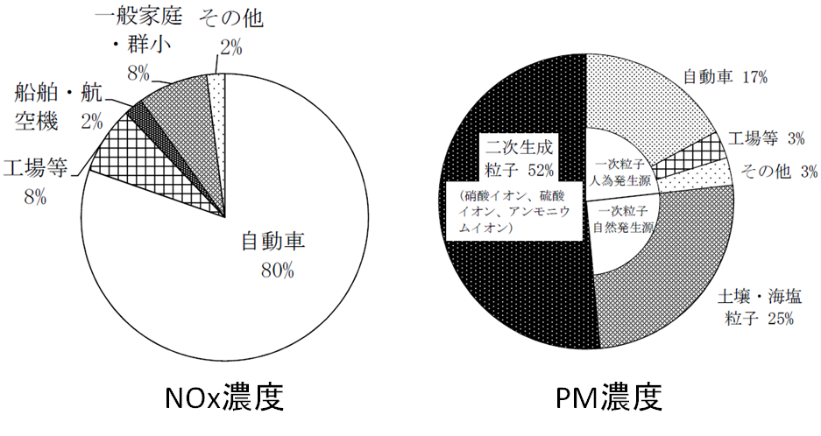 一般家庭
・群小
8%
その他
2%
船舶・航
空機 2%
工場等
8%
自動車
80%
NOx濃度
自動車 17%
工場等 3%
その他 3%
二次生成
粒子 52%
(硝酸イオン、硫酸
イオン、アンモニウ
ムイオン)
一次粒子
人為発生源
一次粒子
自然発生源
土壌・海塩
粒子 25%
PM濃度